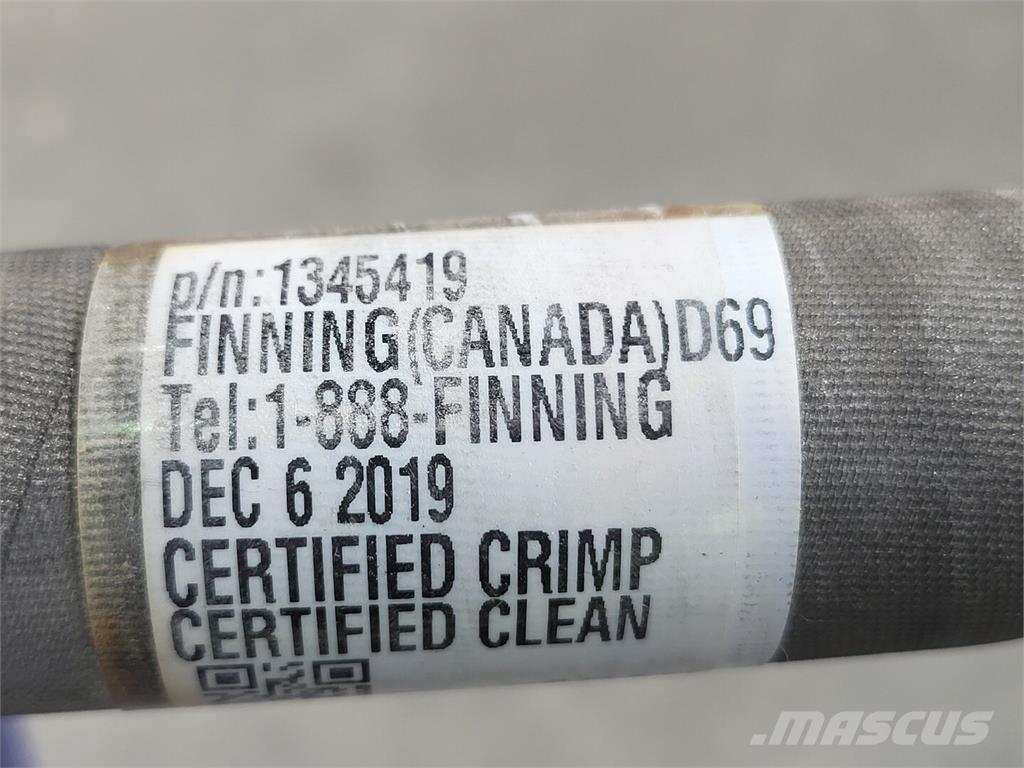 p/n:1345419
FINNING(CANADA)D69
Tel:1-888-FINNING
DEC 6 2019
CERTIFIED CRIMP
CERTIFIED CLEAN
MASCUS